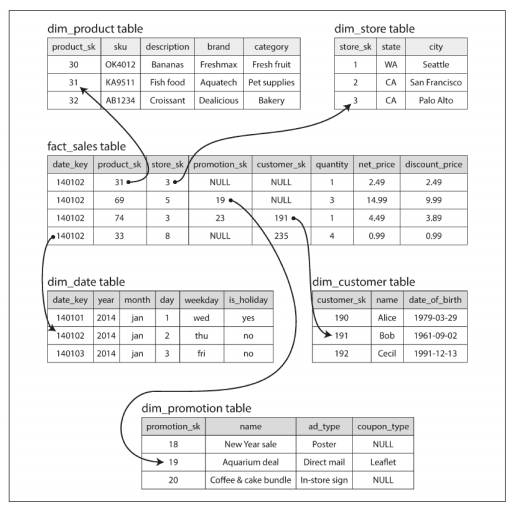 dim_product table
product_sk sku description brand category
30 OK4012 Bananas Freshmax Fresh fruit
31 KA9511 Fish food Aquatech Pet supplies
32 AB1234 Croissant Dealicious Bakery
dim_store table
store_sk state city
1 WA Seattle
2 CA San Francisco
3 CA Palo Alto
fact_sales table
date_key product_sk store_sk promotion_sk customer_sk quantity net_price discount_price
140102 31 3 NULL NULL 1 2.49 2.49
140102 69 5 19 NULL 3 14.99 9.99
140102 74 3 23 191 1 4.49 3.89
140102 33 8 NULL 235 4 0.99 0.99
dim_date table
date_key year month day weekday is_holiday
140101 2014 jan 1 wed yes
140102 2014 jan 2 thu no
140103 2014 jan 3 fri no
dim_customer table
customer_sk name date_of_birth
190 Alice 1979-03-29
191 Bob 1961-09-02
192 Cecil 1991-12-13
dim_promotion table
promotion_sk name ad_type coupon_type
18 New Year sale Poster NULL
19 Aquarium deal Direct mail Leaflet
20 Coffee & cake bundle In-store sign NULL